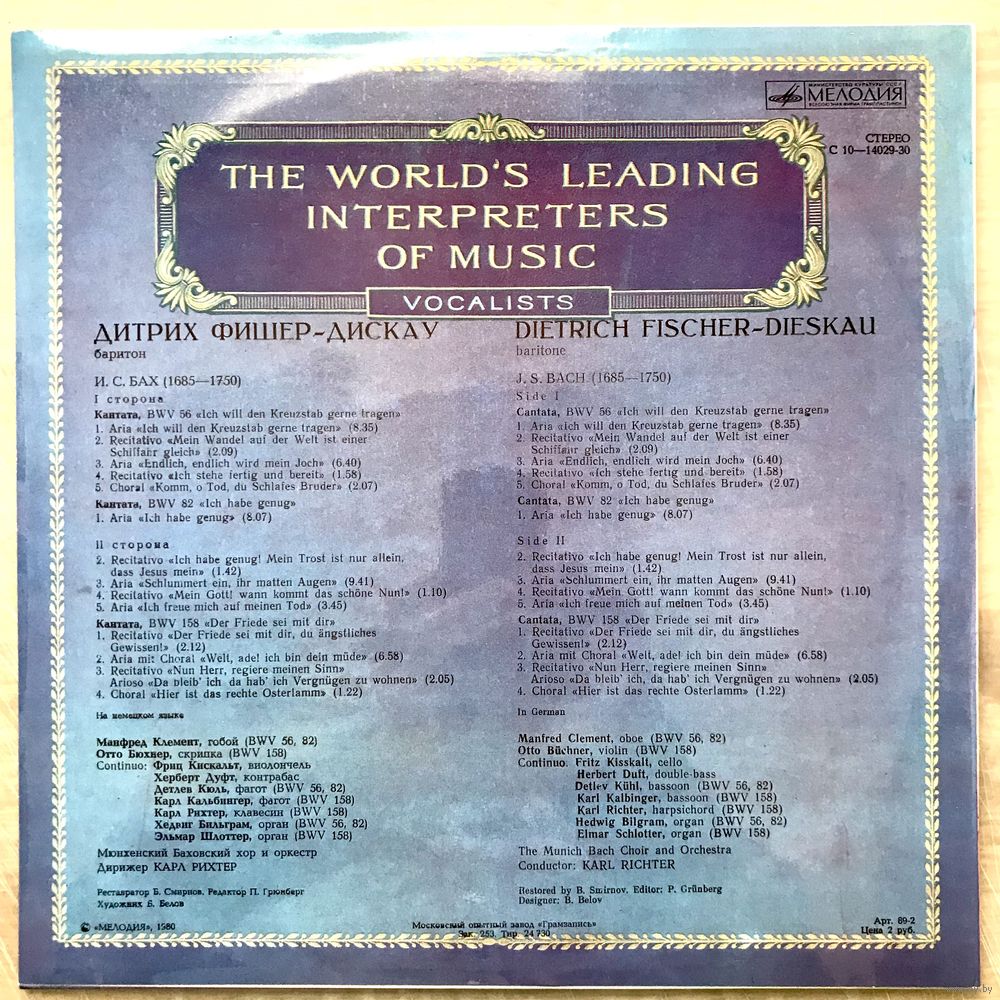 МИНИСТЕРСТВО КУЛЬТУРЫ СССР
МЕЛОДИЯ
ВСЕСОЮЗНАЯ ФИРМА ГРАМПЛАСТИНОК
СТЕРЕО
С 10—14029-30
THE WORLD'S LEADING
INTERPRETERS
OF MUSIC
VOCALISTS
ДИТРИХ ФИШЕР-ДИСКАУ
баритон
И. С. БАХ (1685—1750)
I сторона
Кантата, BWV 56 «Ich will den Kreuzstab gerne tragen»
1. Aria «Ich will den Kreuzstab gerne tragen» (8.35)
2. Recitativo «Mein Wandel auf der Welt ist einer
Schiffahr gleich» (2.09)
3. Aria «Endlich, endlich wird mein Joch» (6.40)
4. Recitativo «Ich stehe fertig und bereit» (1.58)
5. Choral «Komm, o Tod, du Schlafes Bruder» (2.07)
Кантата, BWV 82 «Ich habe genug»
1. Aria «Ich habe genug» (8.07)
II сторона
2. Recitativo «Ich habe genug! Mein Trost ist nur allein,
dass Jesus mein» (1.42)
3. Aria «Schlummert ein, ihr matten Augen» (9.41)
4. Recitativo «Mein Gott! wann kommt das schöne Nun!» (1.10)
5. Aria «Ich freue mich auf meinen Tod» (3.45)
Кантата, BWV 158 «Der Friede sei mit dir»
1. Recitativo «Der Friede sei mit dir, du ängstliches
Gewissen!» (2.12)
2. Aria mit Choral «Welt, ade! ich bin dein müde» (6.58)
3. Recitativo «Nun Herr, regiere meinen Sinn»
Arioso «Da bleib' ich, da hab' ich Vergnügen zu wohnen» (2.05)
4. Choral «Hier ist das rechte Osterlamm» (1.22)
На немецком языке
Манфред Клемент, гобой (BWV 56, 82)
Отто Бюхнер, скрипка (BWV 158)
Continuo: Фриц Кискальт, виолончель
Херберт Дуфт, контрабас
Детлев Кюль, фагот (BWV 56, 82)
Карл Кальбингер, фагот (BWV 158)
Карл Рихтер, клавесин (BWV 158)
Хедвиг Бильграм, орган (BWV 56, 82)
Эльмар Шлоттер, орган (BWV 158)
Мюнхенский Баховский хор и оркестр
Дирижер КАРЛ РИХТЕР
Реставратор Б. Смирнов. Редактор П. Грюнберг
Художник Б. Белов
DIETRICH FISCHER-DIESKAU
baritone
J. S. BACH (1685—1750)
Side I
Cantata, BWV 56 «Ich will den Kreuzstab gerne tragen»
1. Aria «Ich will den Kreuzstab gerne tragen» (8.35)
2. Recitativo «Mein Wandel auf der Welt ist einer
Schiffahr gleich» (2.09)
3. Aria «Endlich, endlich wird mein Joch» (6.40)
4. Recitativo «Ich stehe fertig und bereit» (1.58)
5. Choral «Komm, o Tod, du Schlafes Bruder» (2.07)
Cantata, BWV 82 «Ich habe genug»
1. Aria «Ich habe genug» (8.07)
Side II
2. Recitativo «Ich habe genug! Mein Trost ist nur allein,
dass Jesus mein» (1.42)
3. Aria «Schlummert ein, ihr matten Augen» (9.41)
4. Recitativo «Mein Gott! wann kommt das schöne Nun!» (1.10)
5. Aria «Ich freue mich auf meinen Tod» (3.45)
Cantata, BWV 158 «Der Friede sei mit dir»
1. Recitativo «Der Friede sei mit dir, du ängstliches
Gewissen!» (2.12)
2. Aria mit Choral «Welt, ade! ich bin dein müde» (6.58)
3. Recitativo «Nun Herr, regiere meinen Sinn»
Arioso «Da bleib' ich, da hab' ich Vergnügen zu wohnen» (2.05)
4. Choral «Hier ist das rechte Osterlamm» (1.22)
In German
Manfred Clement, oboe (BWV 56, 82)
Otto Büchner, violin (BWV 158)
Continuo. Fritz Kisskalt, cello
Herbert Duft, double-bass
Detlev Kühl, bassoon (BWV 56, 82)
Karl Kalbinger, bassoon (BWV 158)
Karl Richter, harpsichord (BWV 158)
Hedwig Bilgram, organ (BWV 56, 82)
Elmar Schlotter, organ (BWV 158)
The Munich Bach Choir and Orchestra
Conductor: KARL RICHTER
Restored by B. Smirnov. Editor: P. Grünberg
Designer: B. Belov
℗ «МЕЛОДИЯ», 1980
Московский опытный завод «Грамзапись»
Зак. 253. Тир. 24 730
Арт. 69-2
Цена 2 руб.